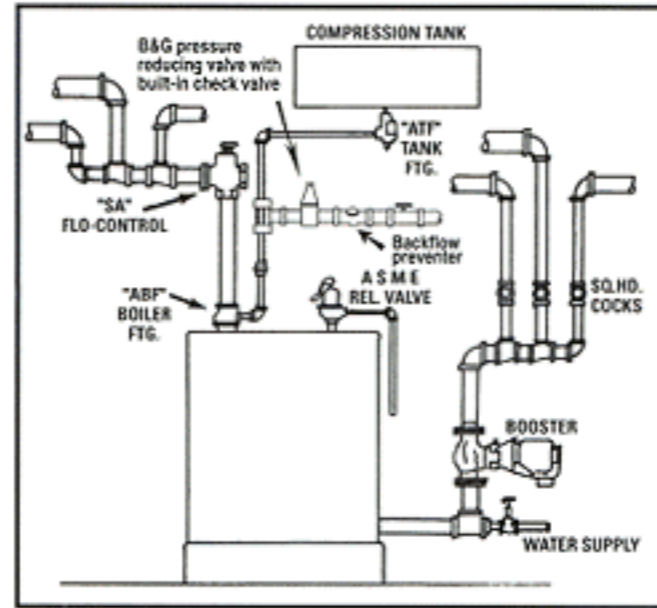 B&G pressure
reducing valve with
built-in check valve
COMPRESSION TANK
"ATF"
TANK
FTG.
"SA"
FLO-CONTROL
Backflow
preventer
A S M E
REL. VALVE
"ABF"
BOILER
FTG.
SQ.HD.
COCKS
BOOSTER
WATER SUPPLY